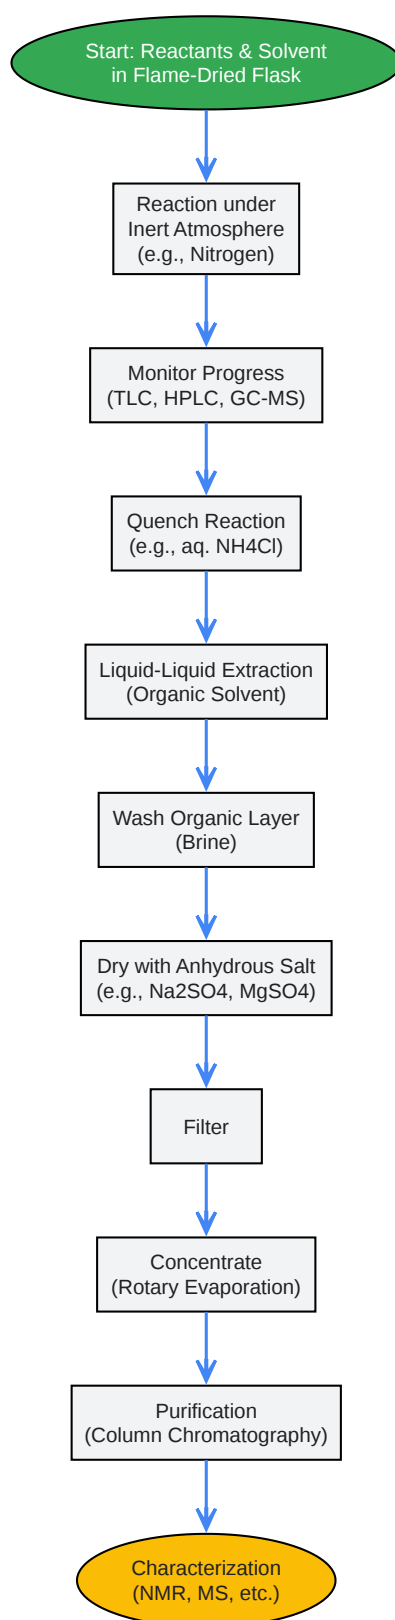 Start: Reactants & Solvent
in Flame-Dried Flask
Reaction under
Inert Atmosphere
(e.g., Nitrogen)
Monitor Progress
(TLC, HPLC, GC-MS)
Quench Reaction
(e.g., aq. NH4Cl)
Liquid-Liquid Extraction
(Organic Solvent)
Wash Organic Layer
(Brine)
Dry with Anhydrous Salt
(e.g., Na2SO4, MgSO4)
Filter
Concentrate
(Rotary Evaporation)
Purification
(Column Chromatography)
Characterization
(NMR, MS, etc.)